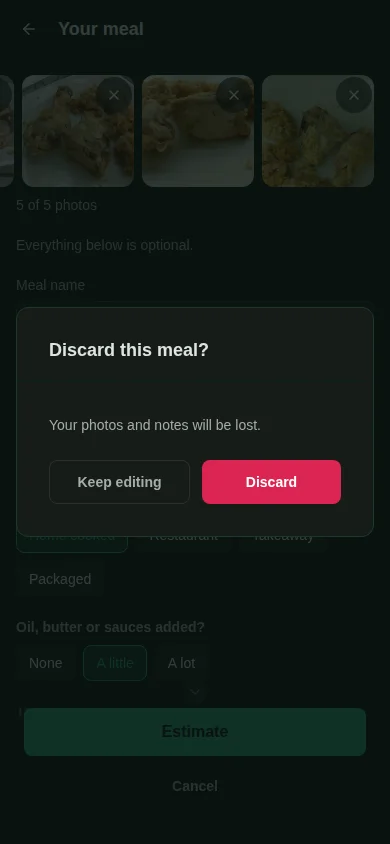 Your meal
5 of 5 photos
Everything below is optional.
Meal name
Discard this meal?
Your photos and notes will be lost.
Keep editing
Discard
Home cooked
Restaurant
Takeaway
Packaged
Oil, butter or sauces added?
None
A little
A lot
Estimate
Cancel